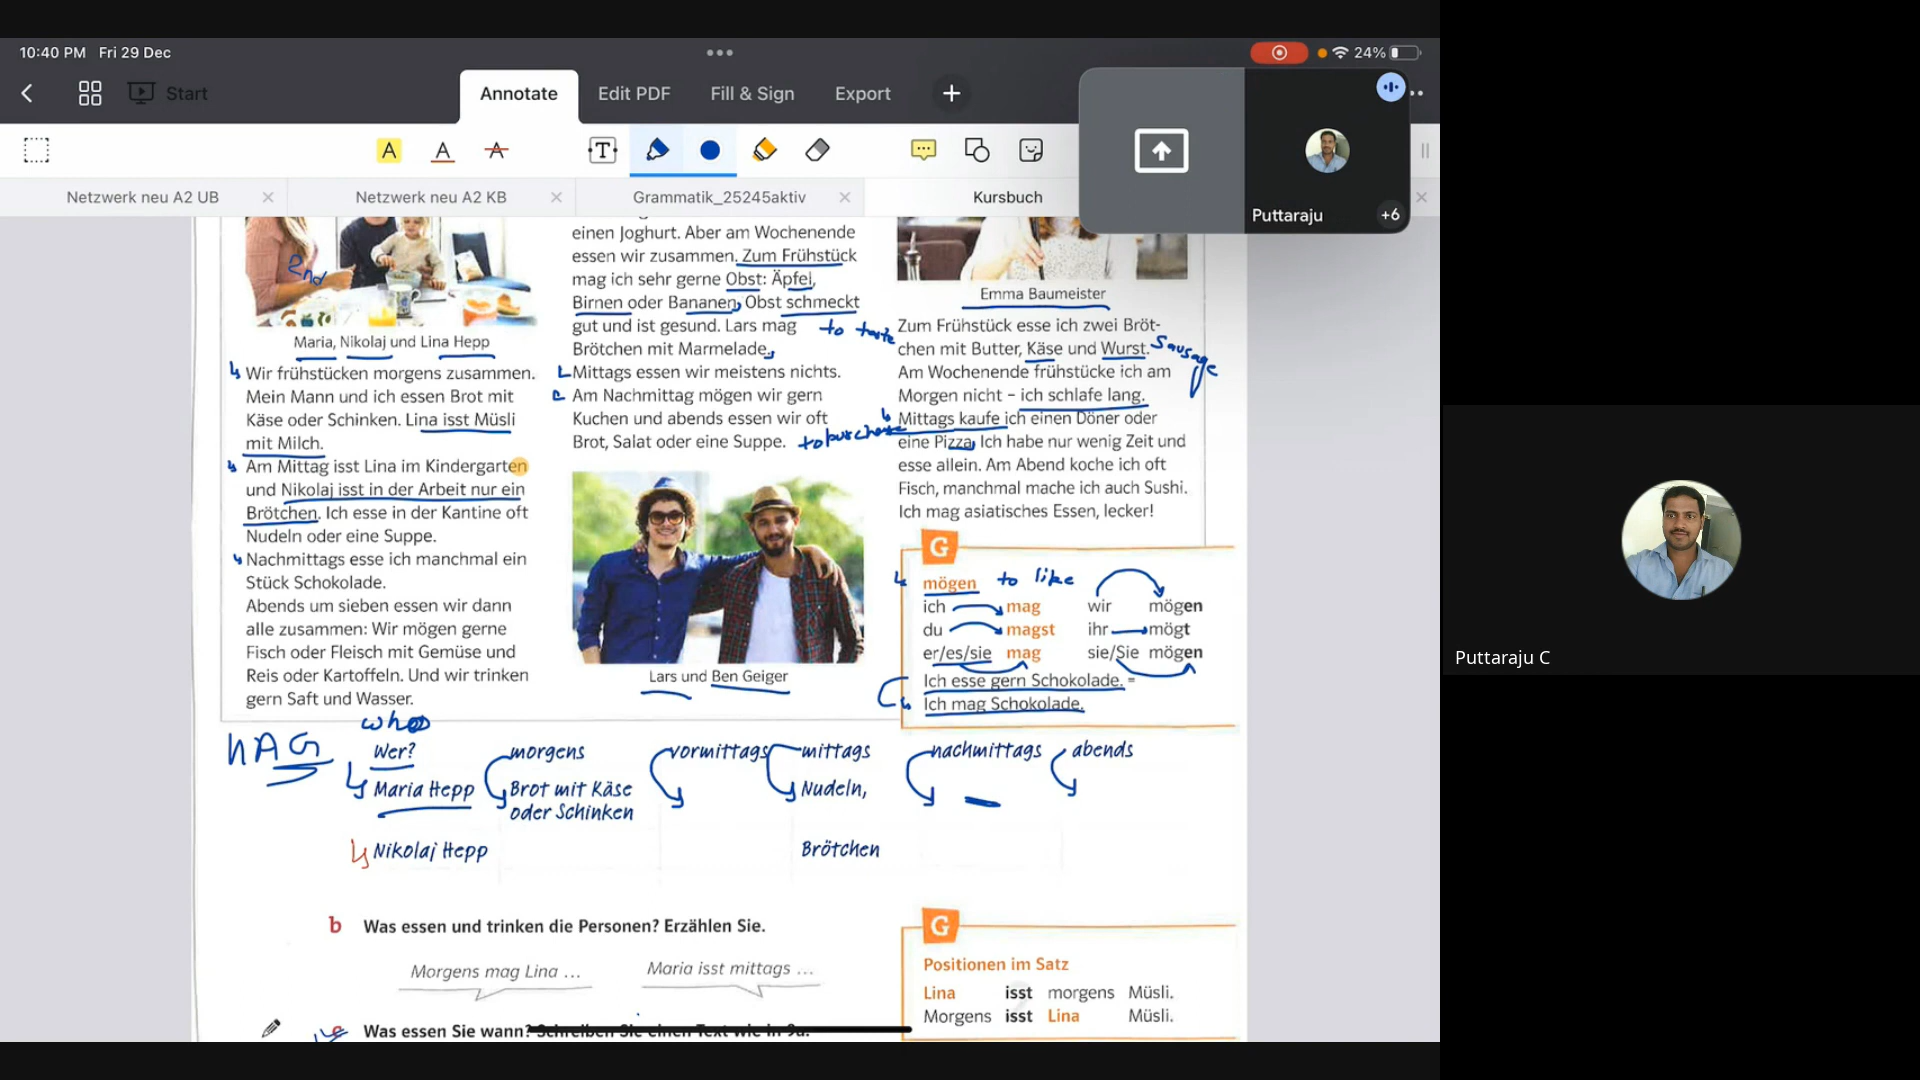 10:40 PM Fri 29 Dec
24%
Start
Annotate
Edit PDF
Fill & Sign
Export
Puttaraju
+6
Netzwerk neu A2 UB
Netzwerk neu A2 KB
Grammatik_25245aktiv
Kursbuch
2nd
Maria, Nikolaj und Lina Hepp
Wir frühstücken morgens zusammen.
Mein Mann und ich essen Brot mit
Käse oder Schinken. Lina isst Müsli
mit Milch.
Am Mittag isst Lina im Kindergarten
und Nikolaj isst in der Arbeit nur ein
Brötchen. Ich esse in der Kantine oft
Nudeln oder eine Suppe.
Nachmittags esse ich manchmal ein
Stück Schokolade.
Abends um sieben essen wir dann
alle zusammen: Wir mögen gerne
Fisch oder Fleisch mit Gemüse und
Reis oder Kartoffeln. Und wir trinken
gern Saft und Wasser.
einen Joghurt. Aber am Wochenende
essen wir zusammen. Zum Frühstück
mag ich sehr gerne Obst: Äpfel,
Birnen oder Bananen, Obst schmeckt
gut und ist gesund. Lars mag
to taste
Brötchen mit Marmelade.
Mittags essen wir meistens nichts.
Am Nachmittag mögen wir gern
Kuchen und abends essen wir oft
Brot, Salat oder eine Suppe.
to purchase
Lars und Ben Geiger
Emma Baumeister
Zum Frühstück esse ich zwei Bröt-
chen mit Butter, Käse und Wurst.
Sausage
Am Wochenende frühstücke ich am
Morgen nicht – ich schlafe lang.
Mittags kaufe ich einen Döner oder
eine Pizza. Ich habe nur wenig Zeit und
esse allein. Am Abend koche ich oft
Fisch, manchmal mache ich auch Sushi.
Ich mag asiatisches Essen, lecker!
G
mögen to like
ich mag wir mögen
du magst ihr mögt
er/es/sie mag sie/Sie mögen
Ich esse gern Schokolade. =
Ich mag Schokolade.
who
Wer? morgens vormittags mittags nachmittags abends
Maria Hepp Brot mit Käse Nudeln,
oder Schinken
Nikolaj Hepp Brötchen
b Was essen und trinken die Personen? Erzählen Sie.
Morgens mag Lina ...
Maria isst mittags ...
G
Positionen im Satz
Lina isst morgens Müsli.
Morgens isst Lina Müsli.
c Was essen Sie wann? Schreiben Sie einen Text wie in 9a.
Puttaraju C